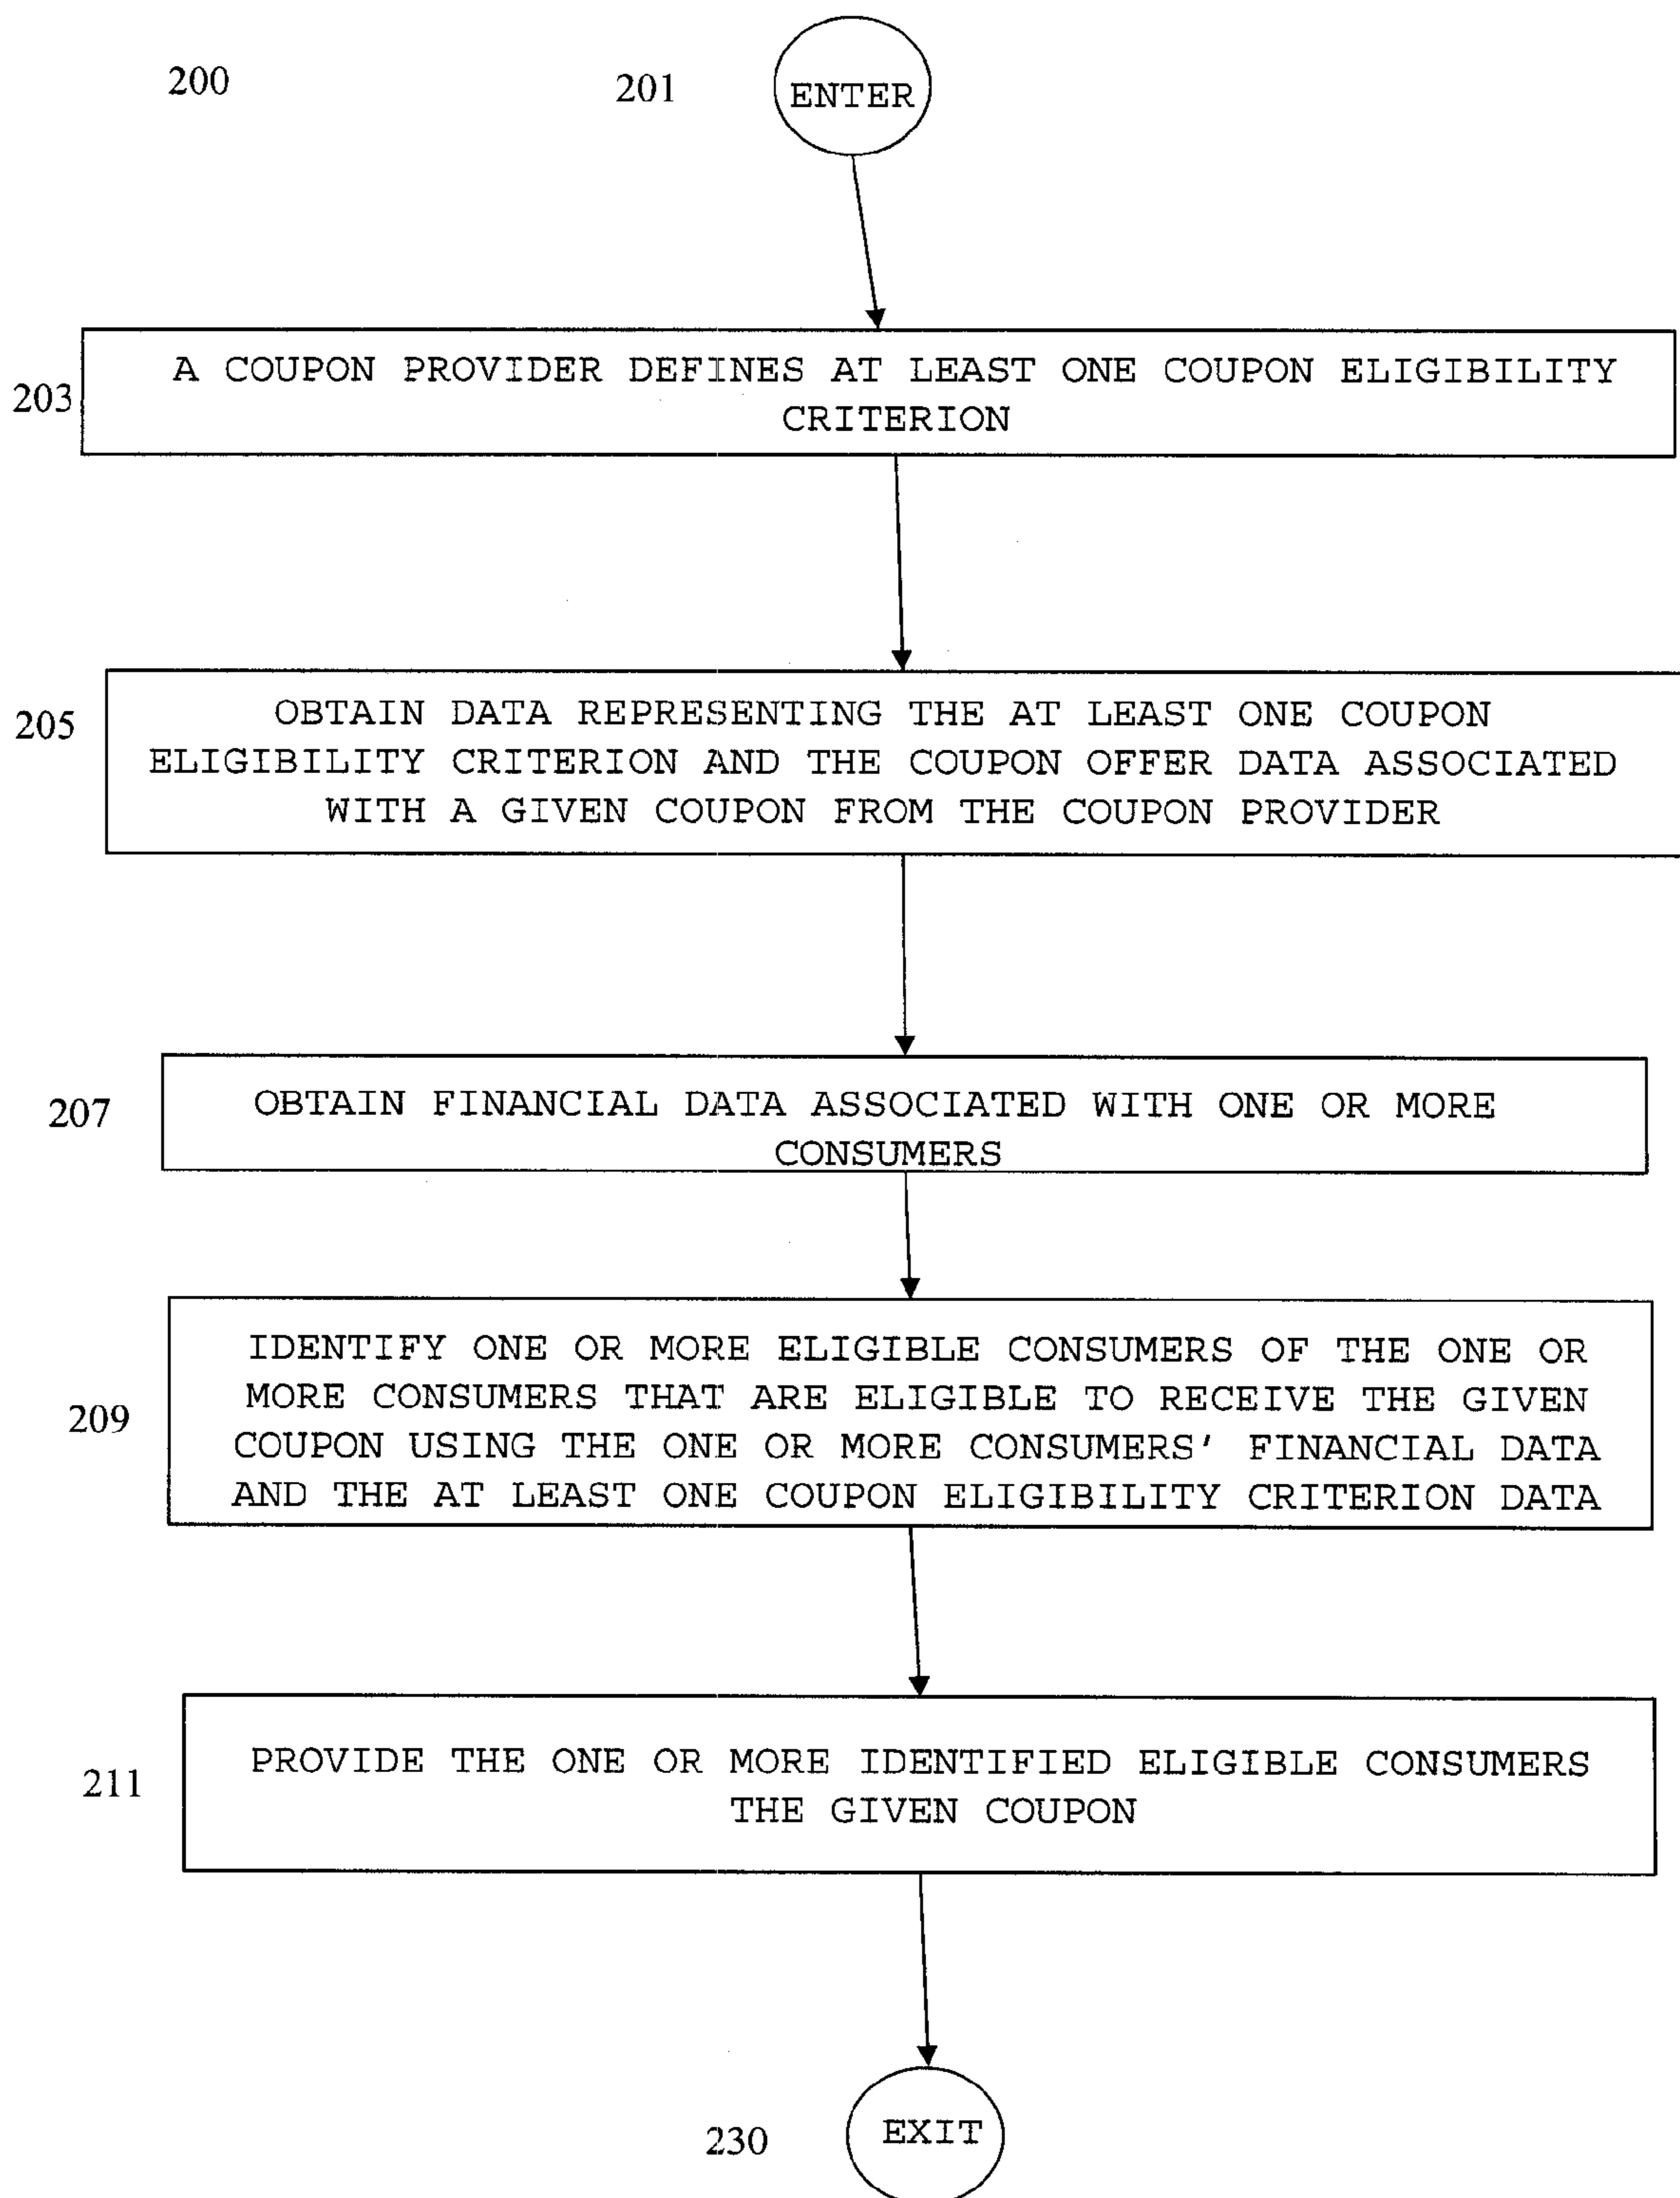 200
201
ENTER
203
A COUPON PROVIDER DEFINES AT LEAST ONE COUPON ELIGIBILITY
CRITERION
205
OBTAIN DATA REPRESENTING THE AT LEAST ONE COUPON
ELIGIBILITY CRITERION AND THE COUPON OFFER DATA ASSOCIATED
WITH A GIVEN COUPON FROM THE COUPON PROVIDER
207
OBTAIN FINANCIAL DATA ASSOCIATED WITH ONE OR MORE
CONSUMERS
209
IDENTIFY ONE OR MORE ELIGIBLE CONSUMERS OF THE ONE OR
MORE CONSUMERS THAT ARE ELIGIBLE TO RECEIVE THE GIVEN
COUPON USING THE ONE OR MORE CONSUMERS' FINANCIAL DATA
AND THE AT LEAST ONE COUPON ELIGIBILITY CRITERION DATA
211
PROVIDE THE ONE OR MORE IDENTIFIED ELIGIBLE CONSUMERS
THE GIVEN COUPON
230
EXIT